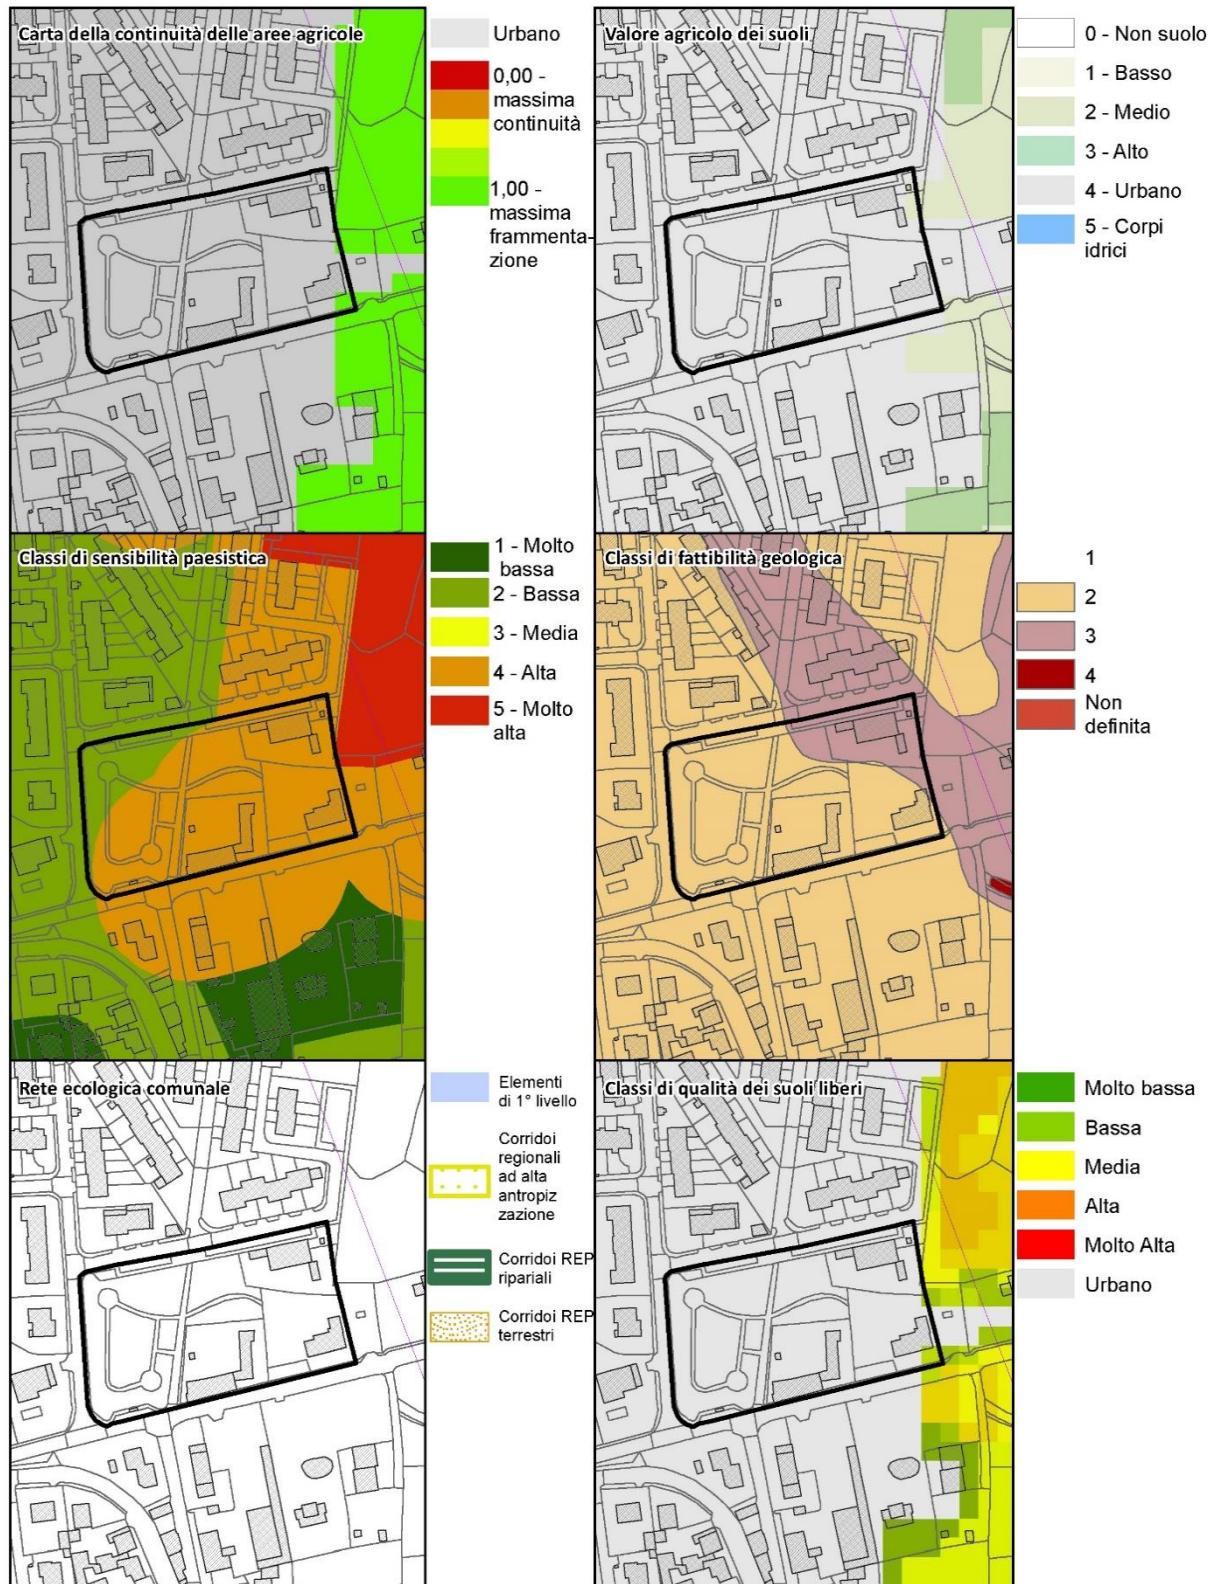 Carta della continuità delle aree agricole
Urbano
0,00 -
massima
continuità
1,00 -
massima
frammenta-
zione
Valore agricolo dei suoli
0 - Non suolo
1 - Basso
2 - Medio
3 - Alto
4 - Urbano
5 - Corpi
idrici
Classi di sensibilità paesistica
1 - Molto
bassa
2 - Bassa
3 - Media
4 - Alta
5 - Molto
alta
Classi di fattibilità geologica
1
2
3
4
Non
definita
Rete ecologica comunale
Elementi
di 1° livello
Corridoi
regionali
ad alta
antropiz
zazione
Corridoi REP
ripariali
Corridoi REP
terrestri
Classi di qualità dei suoli liberi
Molto bassa
Bassa
Media
Alta
Molto Alta
Urbano